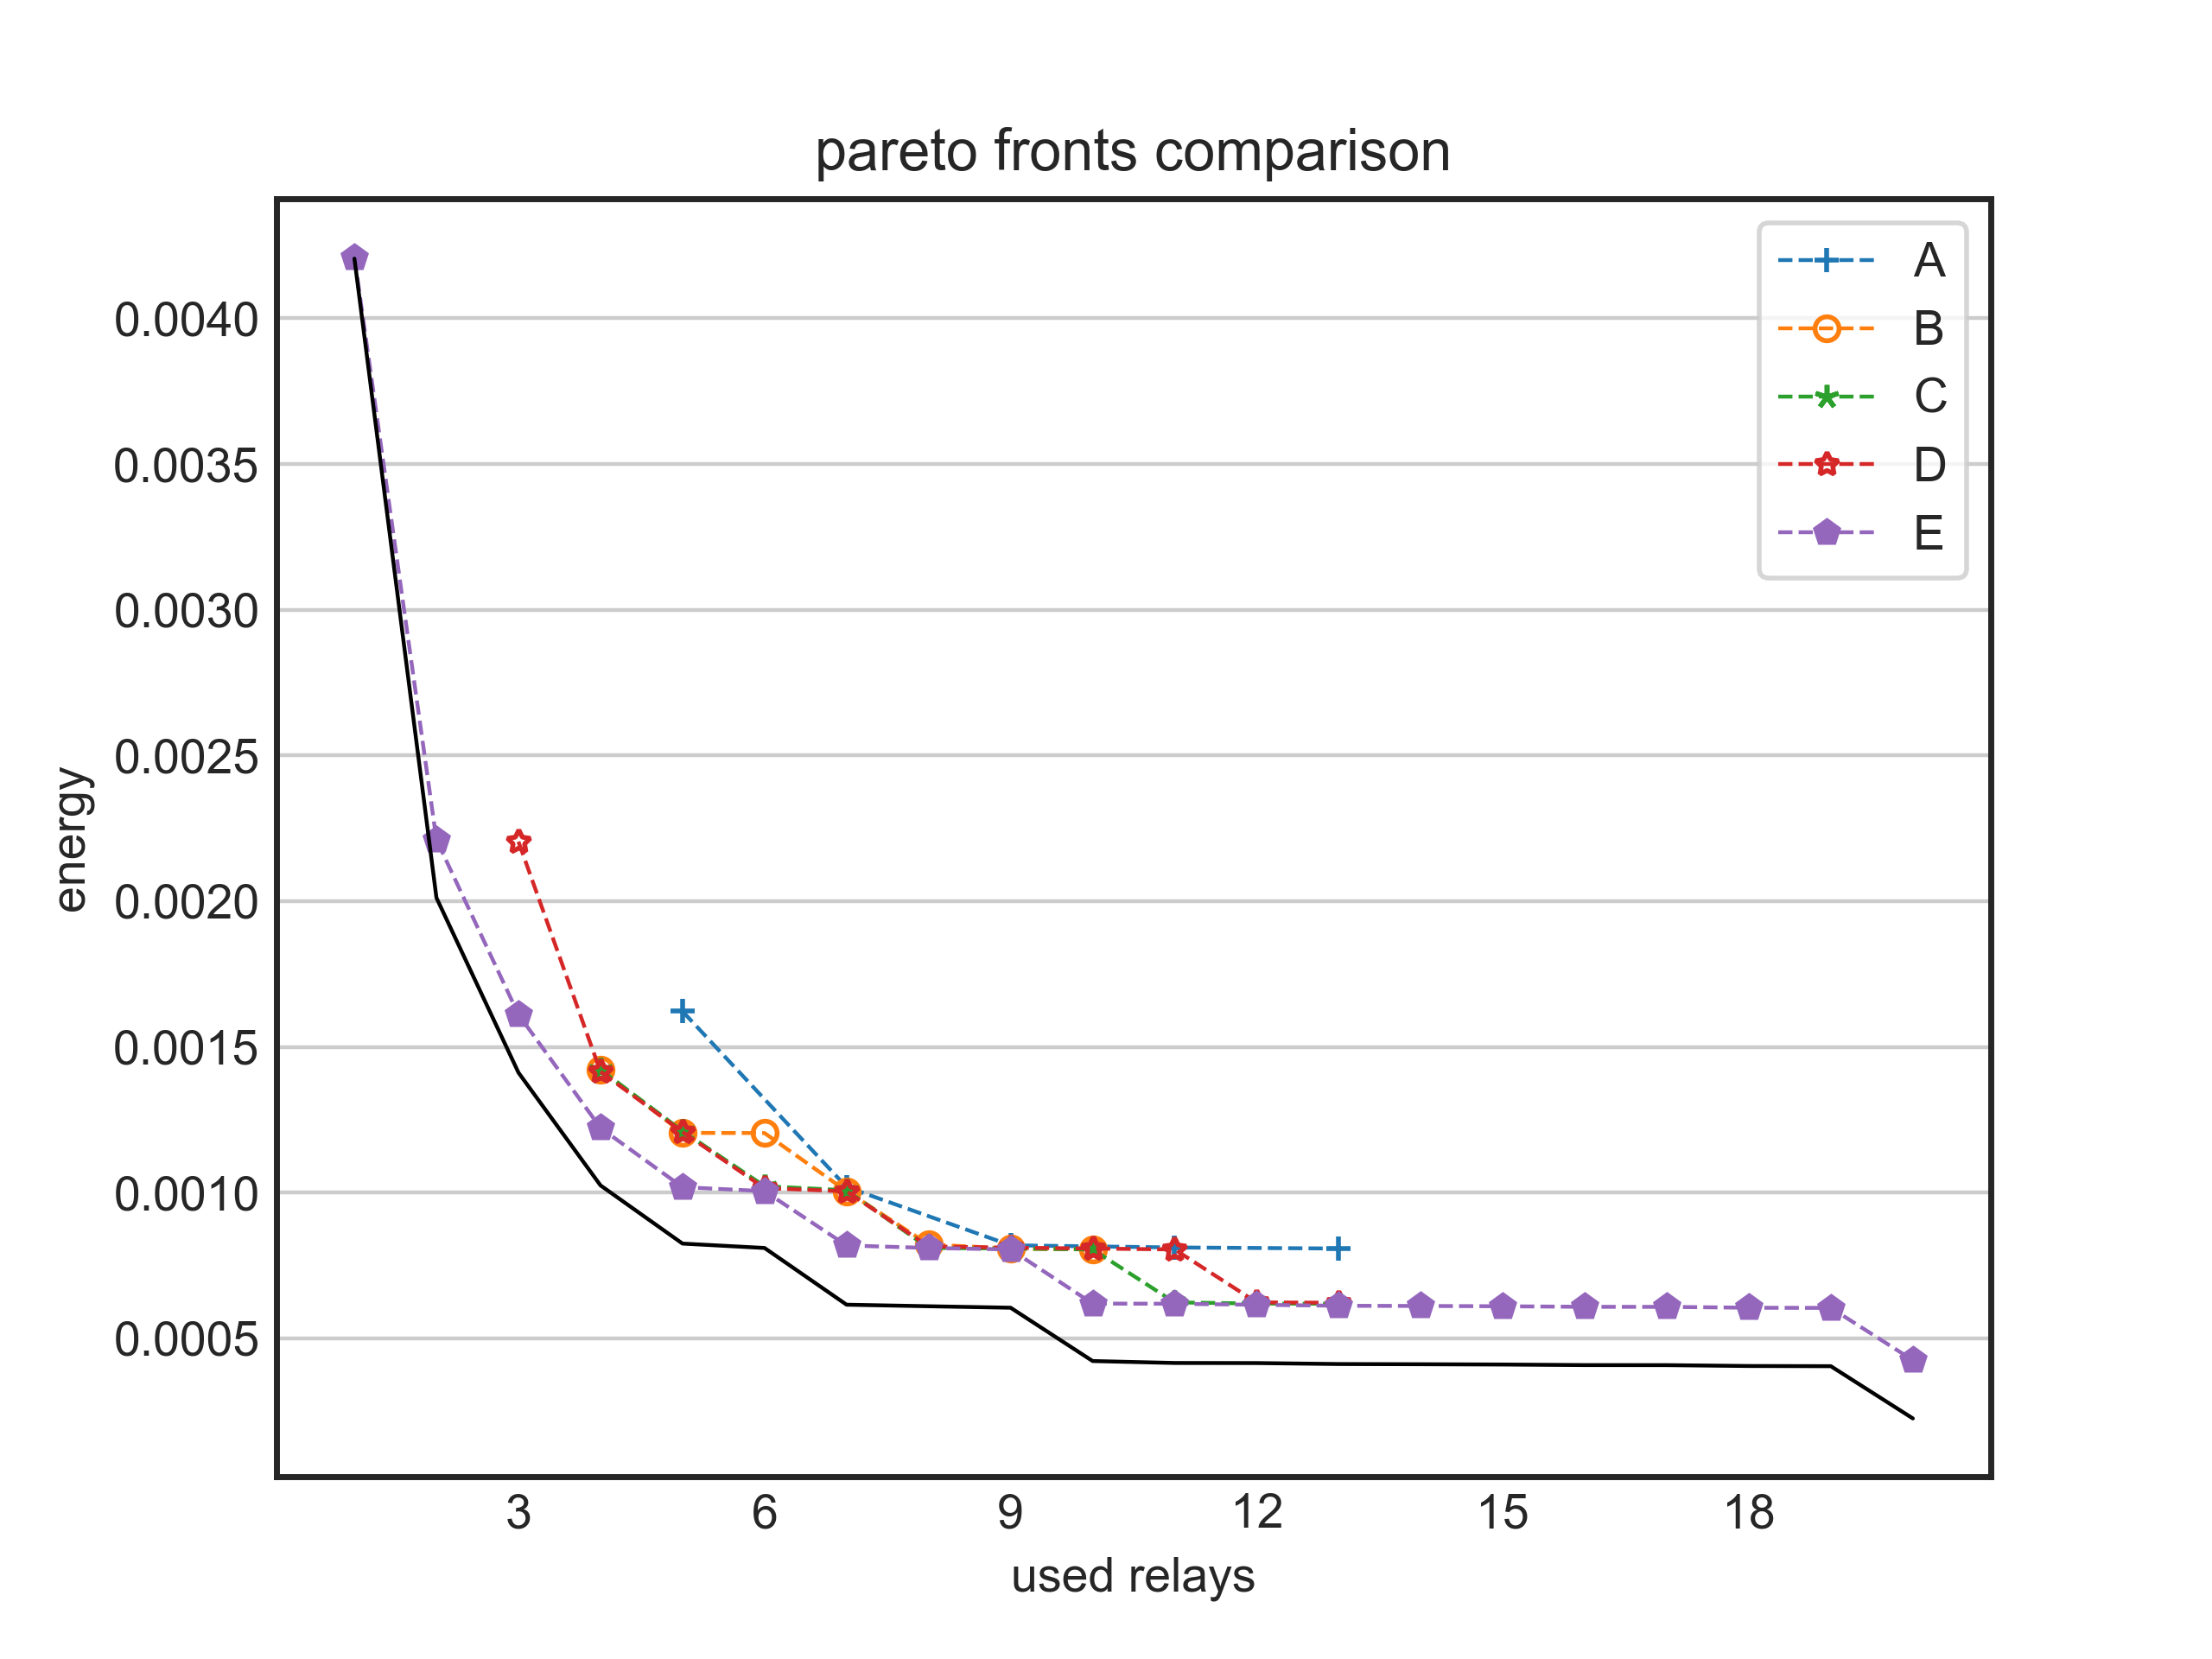 pareto fronts comparison
A
B
C
D
E
0.0040
0.0035
0.0030
0.0025
0.0020
0.0015
0.0010
0.0005
energy
3 6 9 12 15 18
used relays